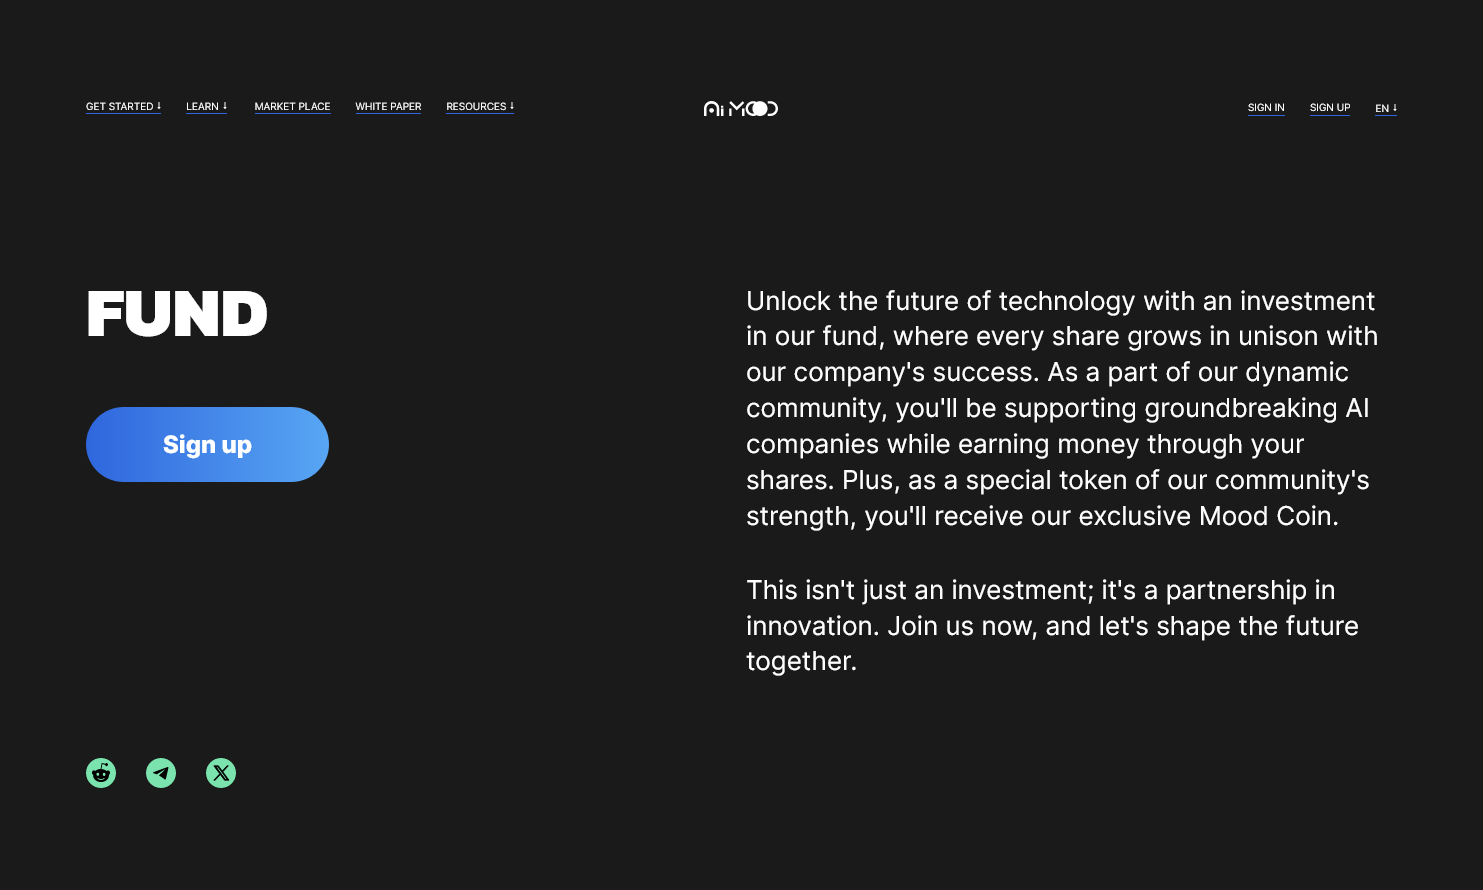 GET STARTED ↓
LEARN ↓
MARKET PLACE
WHITE PAPER
RESOURCES ↓
Ai MOOD
SIGN IN
SIGN UP
EN ↓
FUND
Sign up
Unlock the future of technology with an investment
in our fund, where every share grows in unison with
our company's success. As a part of our dynamic
community, you'll be supporting groundbreaking AI
companies while earning money through your
shares. Plus, as a special token of our community's
strength, you'll receive our exclusive Mood Coin.
This isn't just an investment; it's a partnership in
innovation. Join us now, and let's shape the future
together.